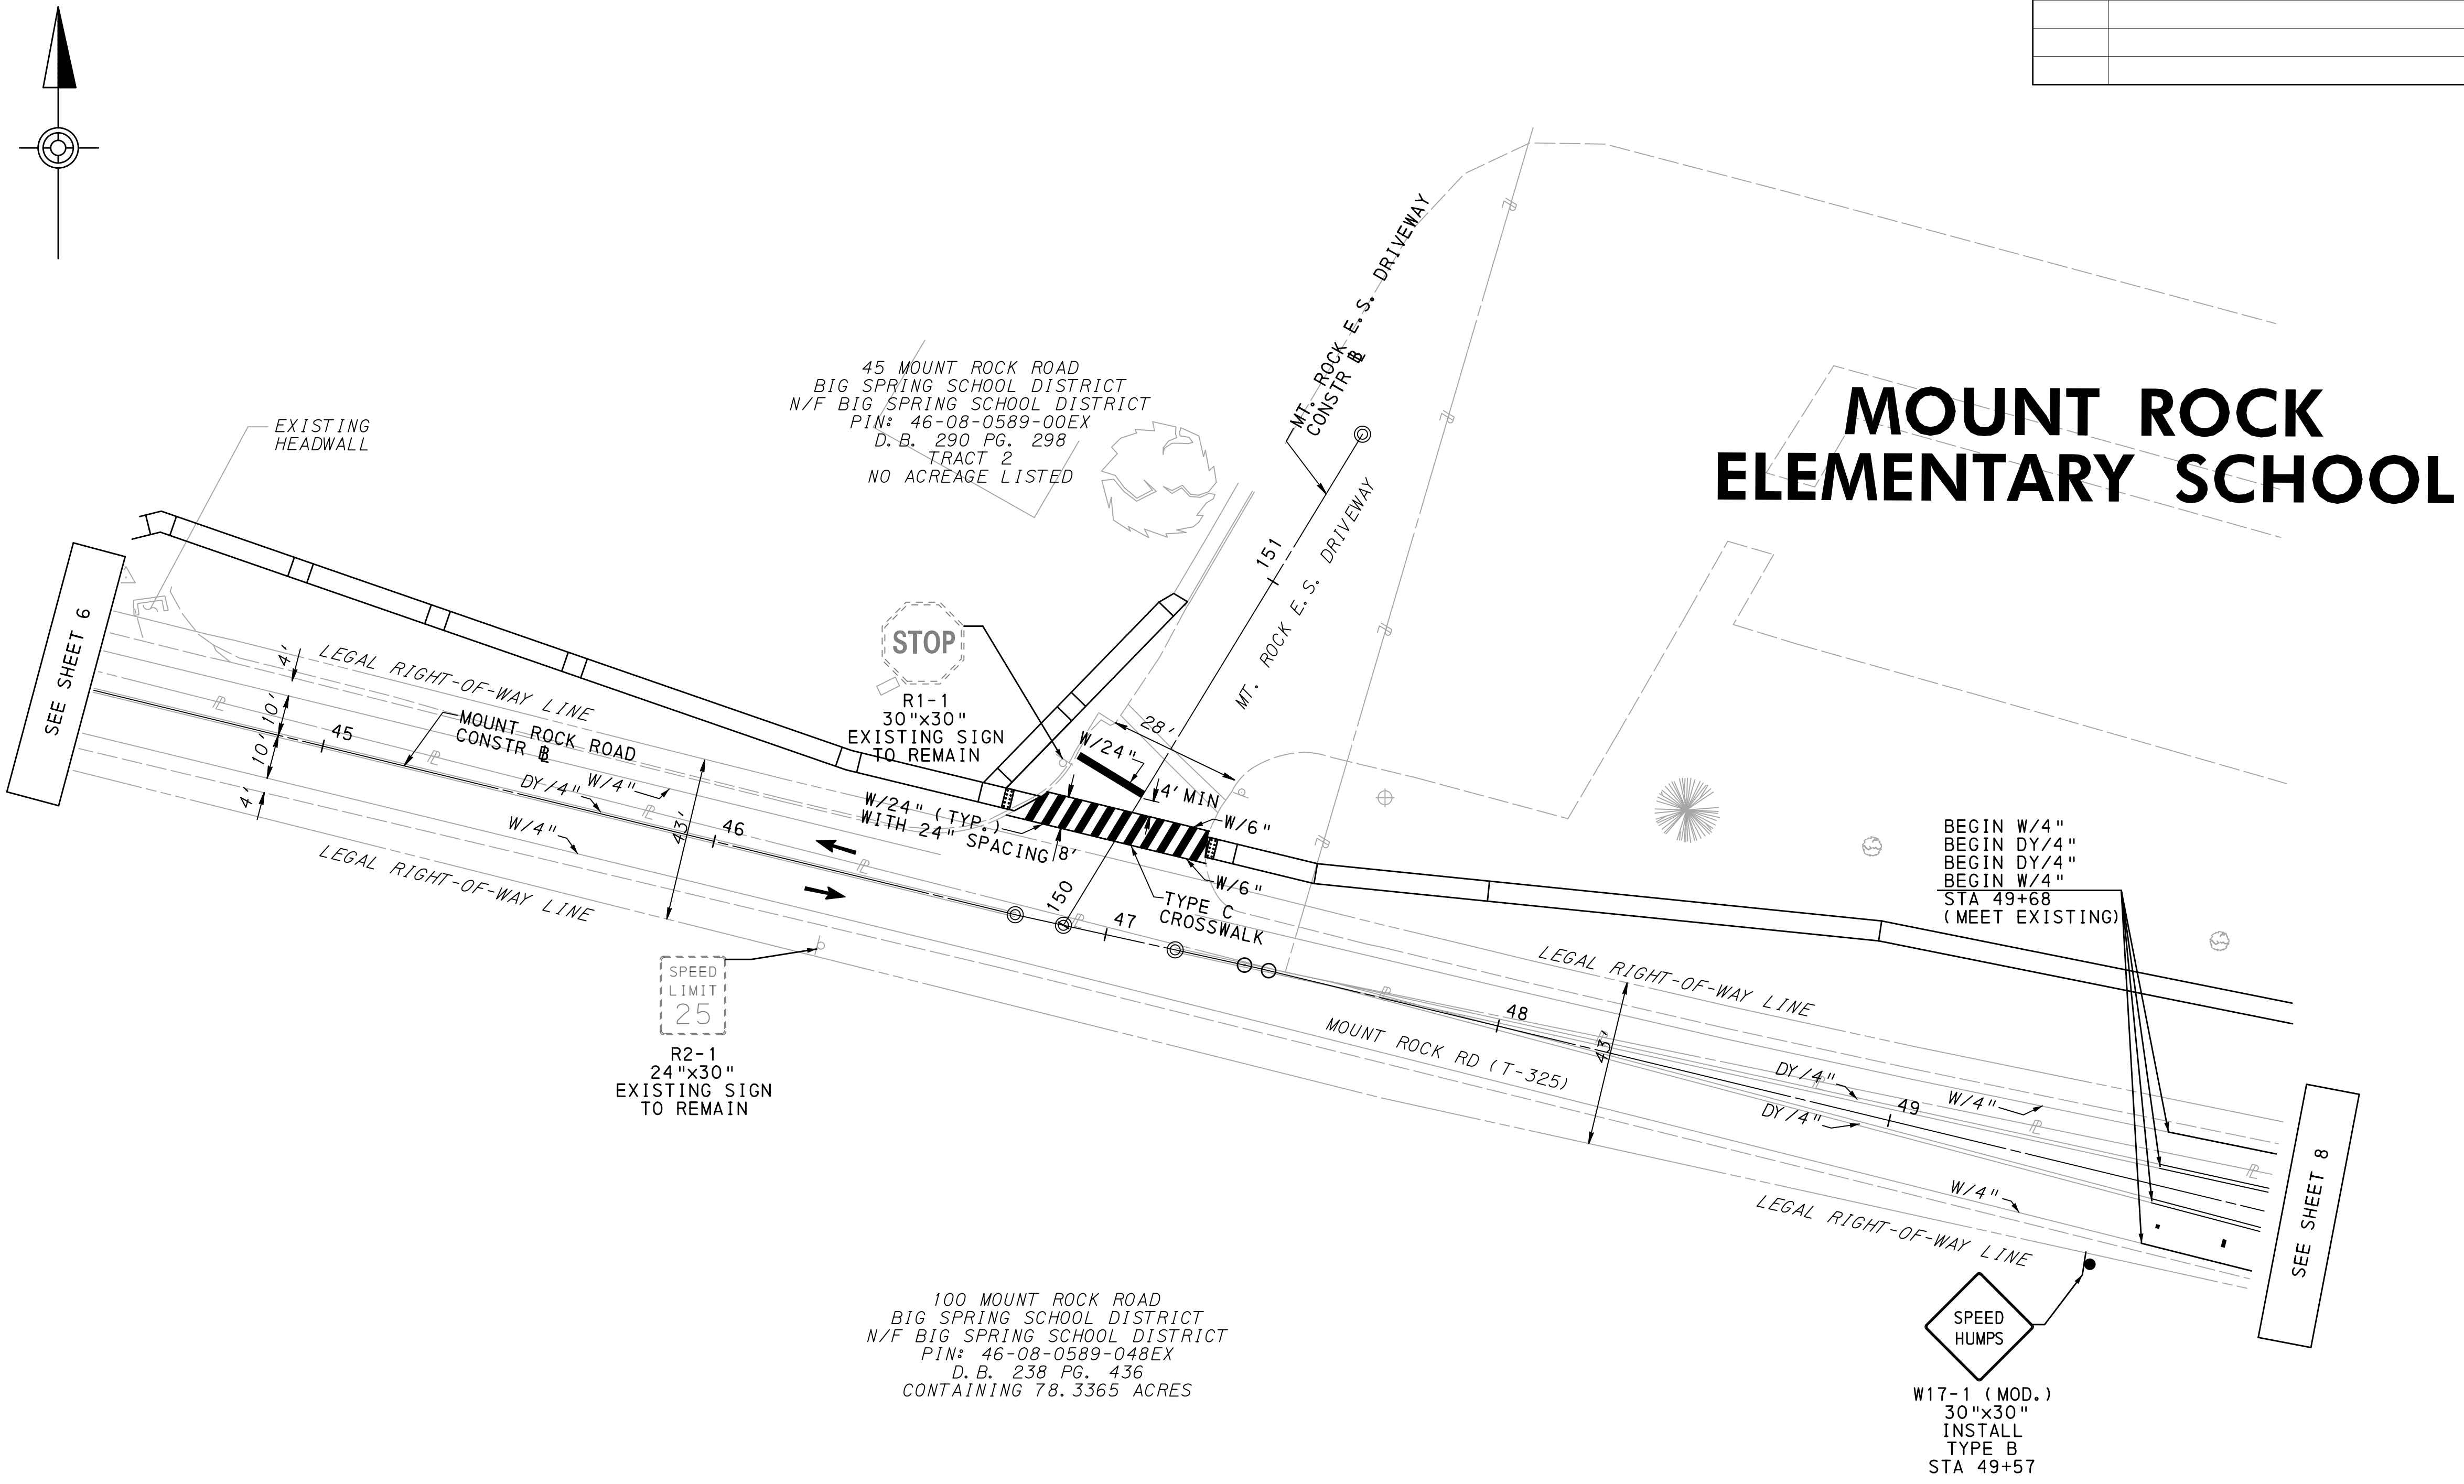 MT. ROCK E.S. DRIVEWAY
CONSTR ⅊
45 MOUNT ROCK ROAD
BIG SPRING SCHOOL DISTRICT
N/F BIG SPRING SCHOOL DISTRICT
PIN: 46-08-0589-00EX
D.B. 290 PG. 298
TRACT 2
NO ACREAGE LISTED
MOUNT ROCK
ELEMENTARY SCHOOL
EXISTING
HEADWALL
151
MT. ROCK E.S. DRIVEWAY
SEE SHEET 6
STOP
R1-1
30"x30"
EXISTING SIGN
TO REMAIN
LEGAL RIGHT-OF-WAY LINE
4'
10'
10'
4'
45
MOUNT ROCK ROAD
CONSTR
DY/4"
W/4"
W/4"
43'
46
LEGAL RIGHT-OF-WAY LINE
28'
W/24"
4' MIN
W/6"
W/24" (TYP.)
WITH 24" SPACING
8'
W/6"
TYPE C
CROSSWALK
150
47
BEGIN W/4"
BEGIN DY/4"
BEGIN DY/4"
BEGIN W/4"
STA 49+68
(MEET EXISTING)
SPEED
LIMIT
25
R2-1
24"x30"
EXISTING SIGN
TO REMAIN
LEGAL RIGHT-OF-WAY LINE
48
43'
MOUNT ROCK RD (T-325)
DY/4"
W/4"
49
DY/4"
W/4"
LEGAL RIGHT-OF-WAY LINE
SEE SHEET 8
100 MOUNT ROCK ROAD
BIG SPRING SCHOOL DISTRICT
N/F BIG SPRING SCHOOL DISTRICT
PIN: 46-08-0589-048EX
D.B. 238 PG. 436
CONTAINING 78.3365 ACRES
SPEED
HUMPS
W17-1 (MOD.)
30"x30"
INSTALL
TYPE B
STA 49+57